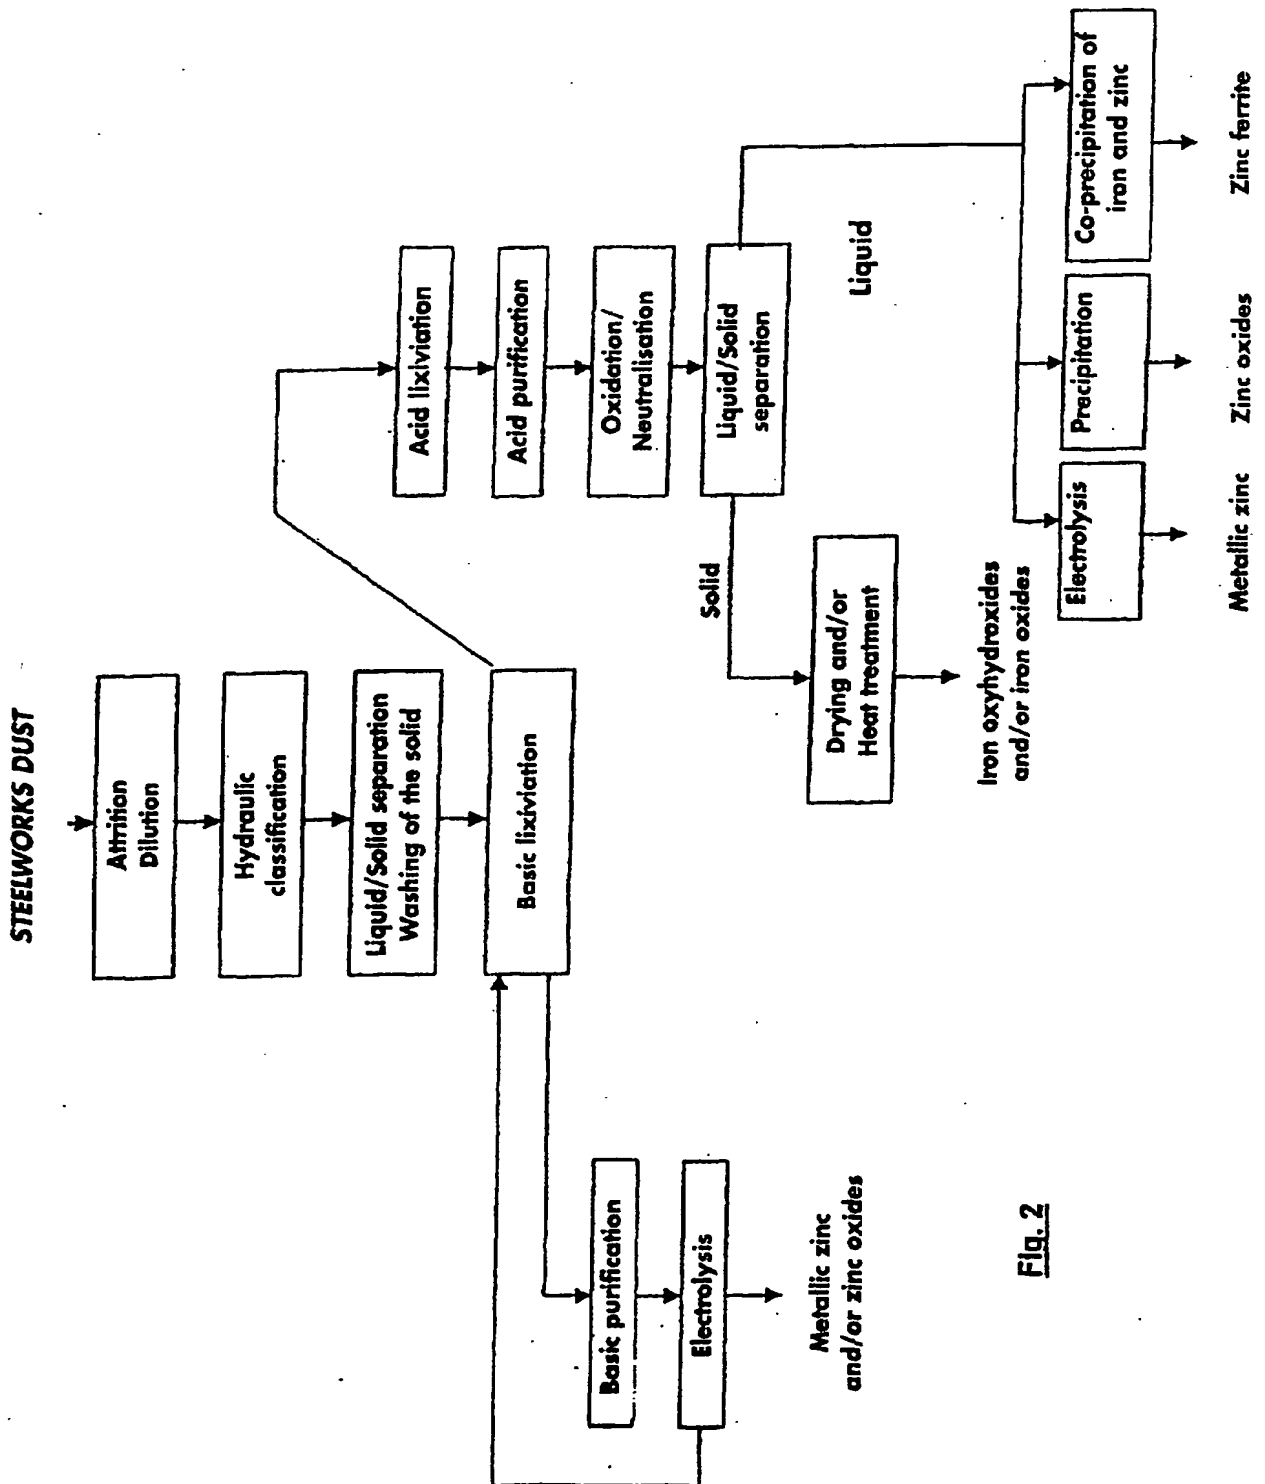 STEELWORKS DUST
Attrition
Dilution
Hydraulic
classification
Liquid/Solid separation
Washing of the solid
Basic lixiviation
Basic purification
Electrolysis
Metallic zinc
and/or zinc oxides
Acid lixiviation
Acid purification
Oxidation/
Neutralisation
Liquid/Solid
separation
Solid
Liquid
Drying and/or
Heat treatment
Iron oxyhydroxides
and/or iron oxides
Electrolysis
Metallic zinc
Precipitation
Zinc oxides
Co-precipitation of
iron and zinc
Zinc ferrite
Fig. 2